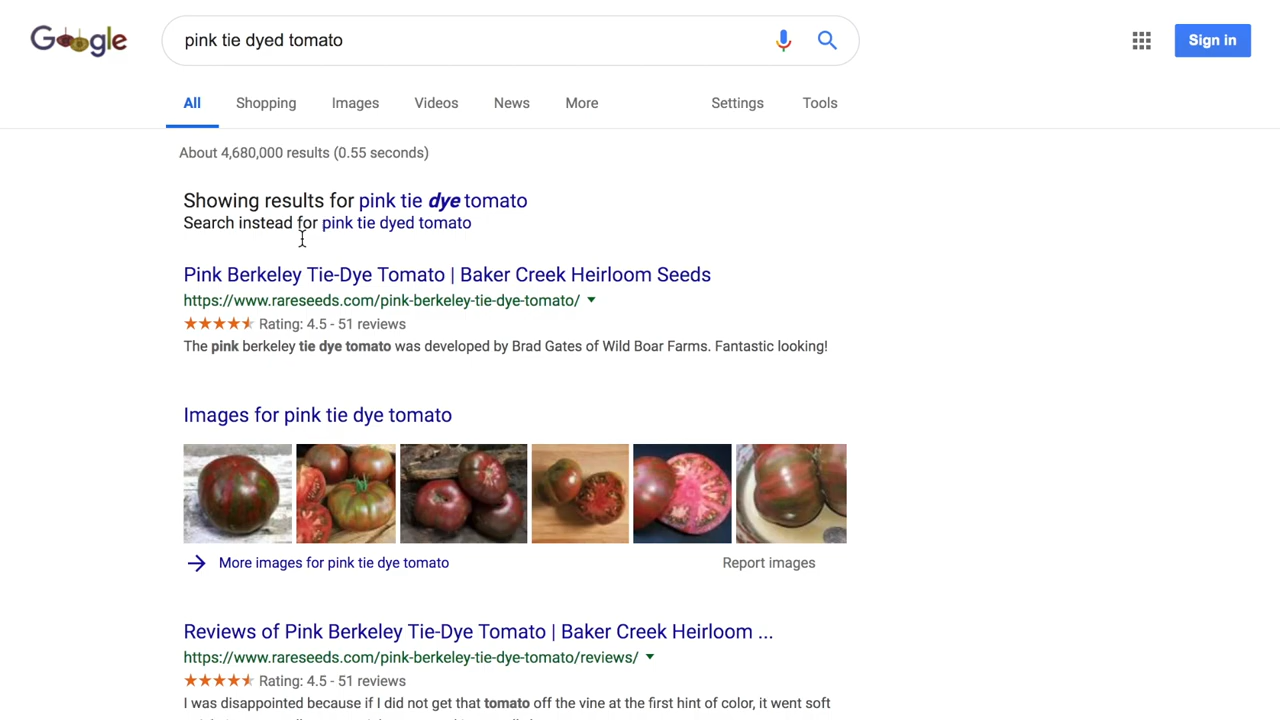 Google
pink tie dyed tomato
Sign in
All Shopping Images Videos News More Settings Tools
About 4,680,000 results (0.55 seconds)
Showing results for pink tie dye tomato
Search instead for pink tie dyed tomato
Pink Berkeley Tie-Dye Tomato | Baker Creek Heirloom Seeds
https://www.rareseeds.com/pink-berkeley-tie-dye-tomato/
Rating: 4.5 - 51 reviews
The pink berkeley tie dye tomato was developed by Brad Gates of Wild Boar Farms. Fantastic looking!
Images for pink tie dye tomato
More images for pink tie dye tomato
Report images
Reviews of Pink Berkeley Tie-Dye Tomato | Baker Creek Heirloom ...
https://www.rareseeds.com/pink-berkeley-tie-dye-tomato/reviews/
Rating: 4.5 - 51 reviews
I was disappointed because if I did not get that tomato off the vine at the first hint of color, it went soft